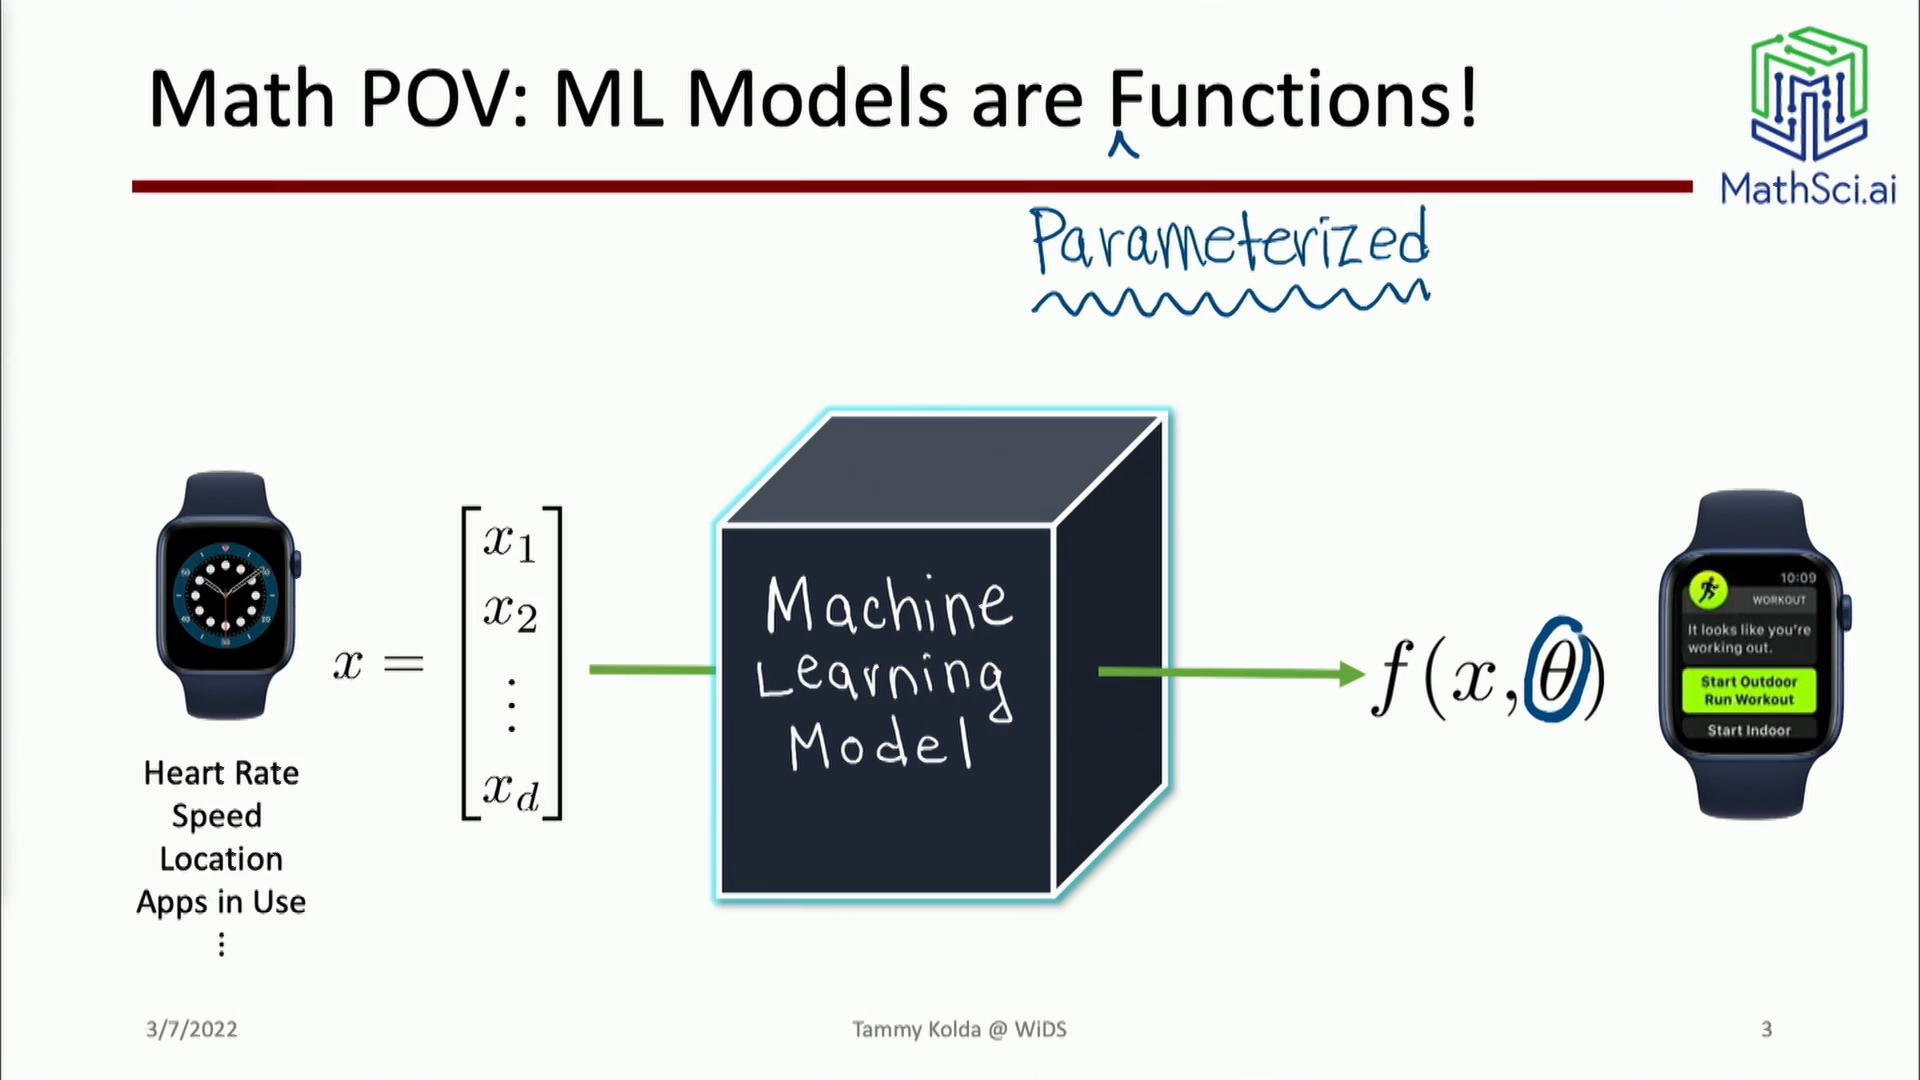 Math POV: ML Models are Functions!
^
Parameterized
MathSci.ai
x =
x1
x2
⋮
xd
Machine
Learning
Model
f(x, θ)
10:09
WORKOUT
It looks like you're
working out.
Start Outdoor
Run Workout
Start Indoor
Heart Rate
Speed
Location
Apps in Use
⋮
3/7/2022
Tammy Kolda @ WiDS
3